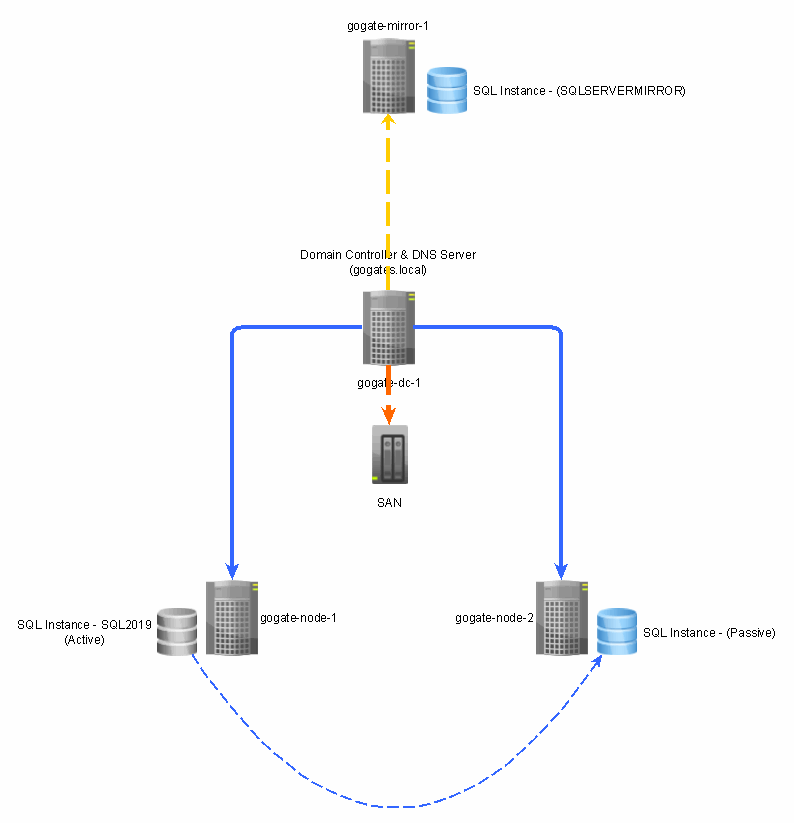 gogate-mirror-1
SQL Instance - (SQLSERVERMIRROR)
Domain Controller & DNS Server
(gogates.local)
gogate-dc-1
SAN
SQL Instance - SQL2019
(Active)
gogate-node-1
gogate-node-2
SQL Instance - (Passive)